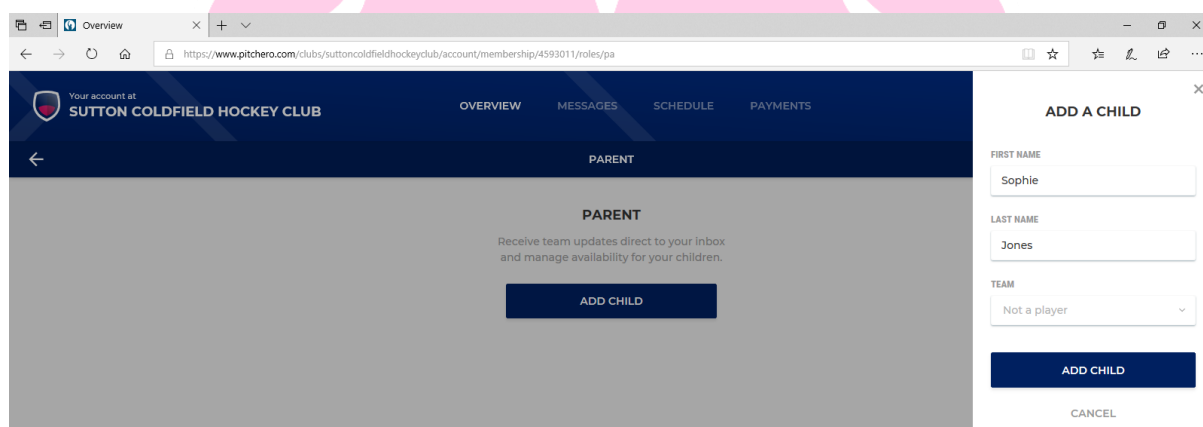 Overview
https://www.pitchero.com/clubs/suttoncoldfieldhockeyclub/account/membership/4593011/roles/pa
Your account at
SUTTON COLDFIELD HOCKEY CLUB
OVERVIEW MESSAGES SCHEDULE PAYMENTS
PARENT
PARENT
Receive team updates direct to your inbox
and manage availability for your children.
ADD CHILD
ADD A CHILD
FIRST NAME
Sophie
LAST NAME
Jones
TEAM
Not a player
ADD CHILD
CANCEL